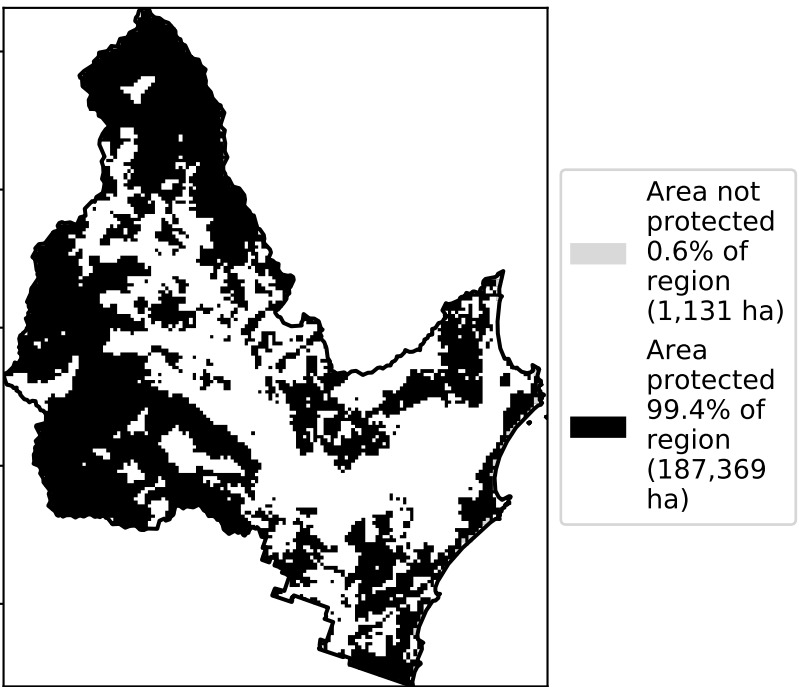 Area not
protected
0.6% of
region
(1,131 ha)
Area
protected
99.4% of
region
(187,369
ha)